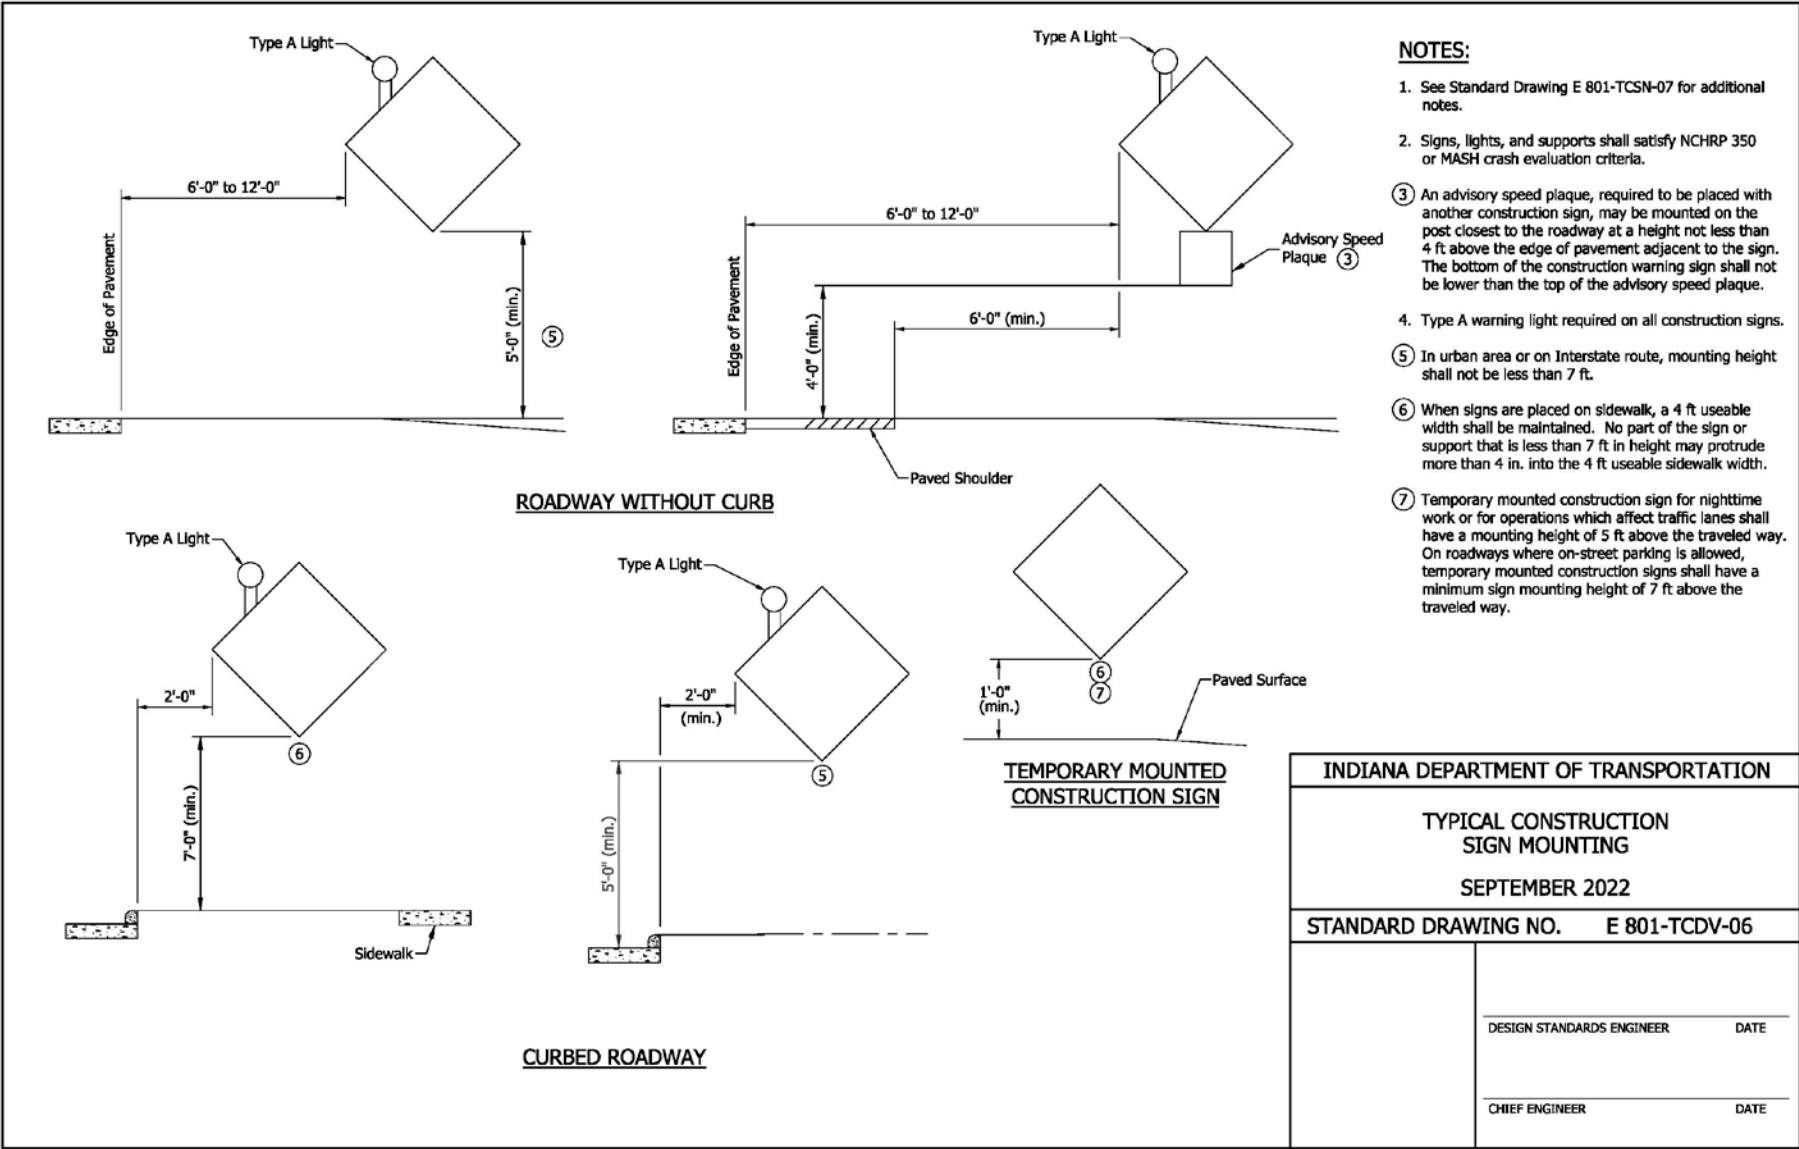 Type A Light
6'-0" to 12'-0"
Edge of Pavement
5'-0" (min.)
5
Type A Light
6'-0" to 12'-0"
Advisory Speed
Plaque 3
Edge of Pavement
4'-0" (min.)
6'-0" (min.)
Paved Shoulder
ROADWAY WITHOUT CURB
Type A Light
2'-0"
6
7'-0" (min.)
Sidewalk
Type A Light
2'-0"
(min.)
5
5'-0" (min.)
CURBED ROADWAY
6
7
1'-0"
(min.)
Paved Surface
TEMPORARY MOUNTED
CONSTRUCTION SIGN
NOTES:
1. See Standard Drawing E 801-TCSN-07 for additional
notes.
2. Signs, lights, and supports shall satisfy NCHRP 350
or MASH crash evaluation criteria.
3 An advisory speed plaque, required to be placed with
another construction sign, may be mounted on the
post closest to the roadway at a height not less than
4 ft above the edge of pavement adjacent to the sign.
The bottom of the construction warning sign shall not
be lower than the top of the advisory speed plaque.
4. Type A warning light required on all construction signs.
5 In urban area or on Interstate route, mounting height
shall not be less than 7 ft.
6 When signs are placed on sidewalk, a 4 ft useable
width shall be maintained. No part of the sign or
support that is less than 7 ft in height may protrude
more than 4 in. into the 4 ft useable sidewalk width.
7 Temporary mounted construction sign for nighttime
work or for operations which affect traffic lanes shall
have a mounting height of 5 ft above the traveled way.
On roadways where on-street parking is allowed,
temporary mounted construction signs shall have a
minimum sign mounting height of 7 ft above the
traveled way.
INDIANA DEPARTMENT OF TRANSPORTATION
TYPICAL CONSTRUCTION
SIGN MOUNTING
SEPTEMBER 2022
STANDARD DRAWING NO. E 801-TCDV-06
DESIGN STANDARDS ENGINEER DATE
CHIEF ENGINEER DATE